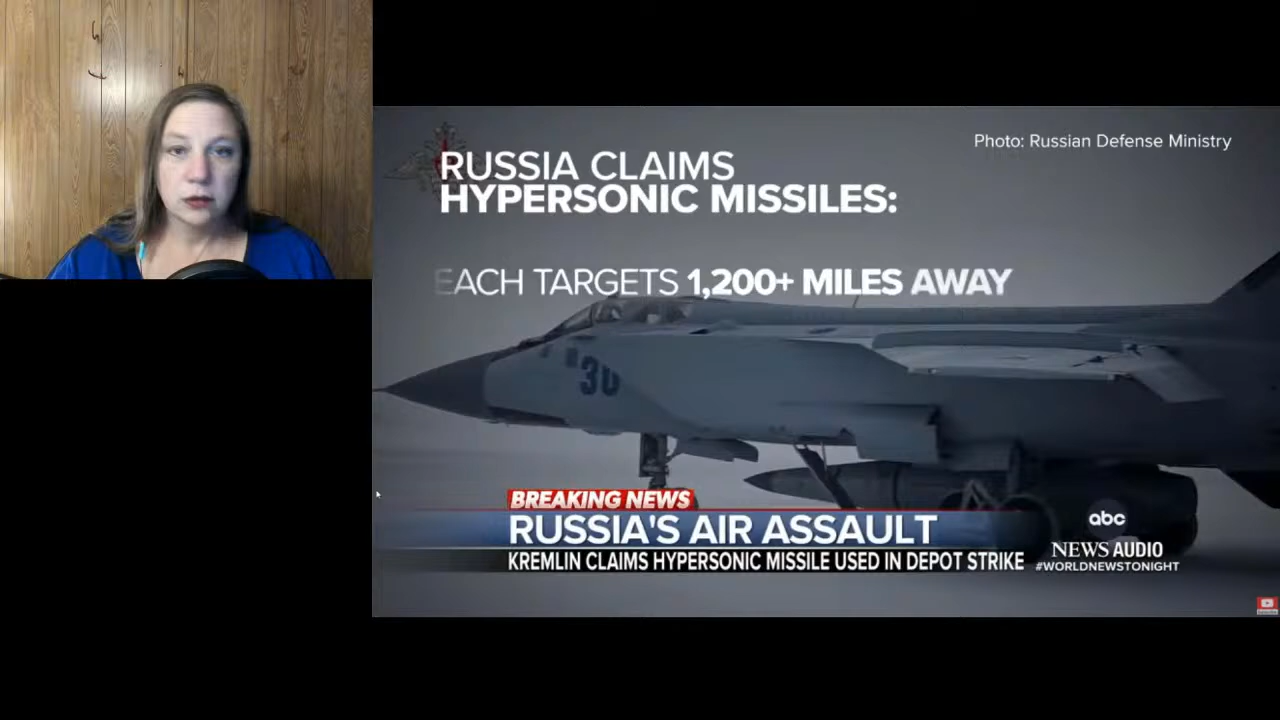 Photo: Russian Defense Ministry
RUSSIA CLAIMS
HYPERSONIC MISSILES:
EACH TARGETS 1,200+ MILES AWAY
30
BREAKING NEWS
RUSSIA'S AIR ASSAULT
KREMLIN CLAIMS HYPERSONIC MISSILE USED IN DEPOT STRIKE
abc
NEWS AUDIO
#WORLDNEWSTONIGHT